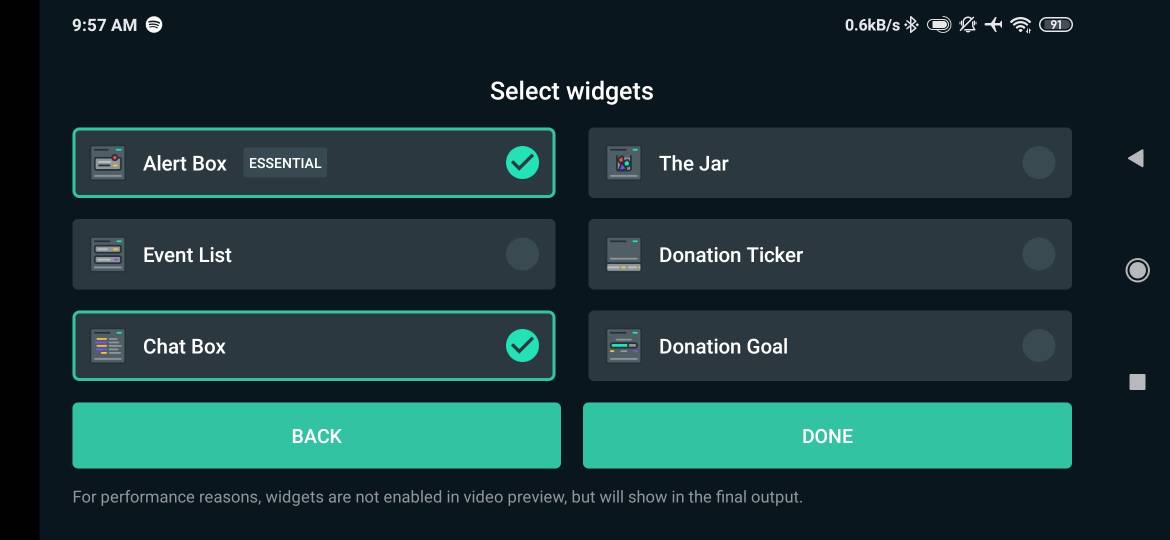 9:57 AM
0.6kB/s
91
Select widgets
Alert Box ESSENTIAL
The Jar
Event List
Donation Ticker
Chat Box
Donation Goal
BACK
DONE
For performance reasons, widgets are not enabled in video preview, but will show in the final output.